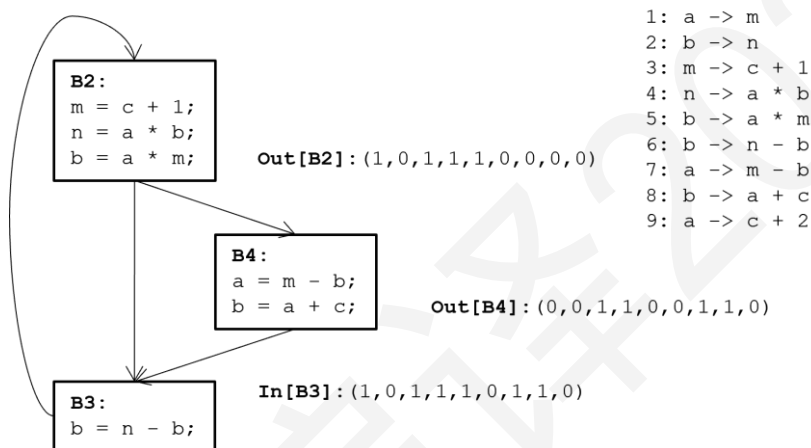 1: a -> m
2: b -> n
3: m -> c + 1
4: n -> a * b
5: b -> a * m
6: b -> n - b
7: a -> m - b
8: b -> a + c
9: a -> c + 2
B2:
m = c + 1;
n = a * b;
b = a * m;
Out[B2]:(1,0,1,1,1,0,0,0,0)
B4:
a = m - b;
b = a + c;
Out[B4]:(0,0,1,1,0,0,1,1,0)
B3:
b = n - b;
In[B3]:(1,0,1,1,1,0,1,1,0)